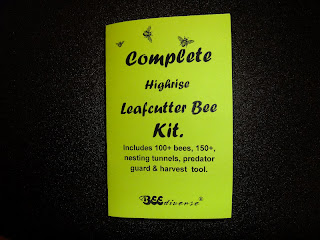 Complete
Highrise
Leafcutter Bee
Kit.
Includes 100+ bees, 150+,
nesting tunnels, predator
guard & harvest tool.
BEEdiverse®